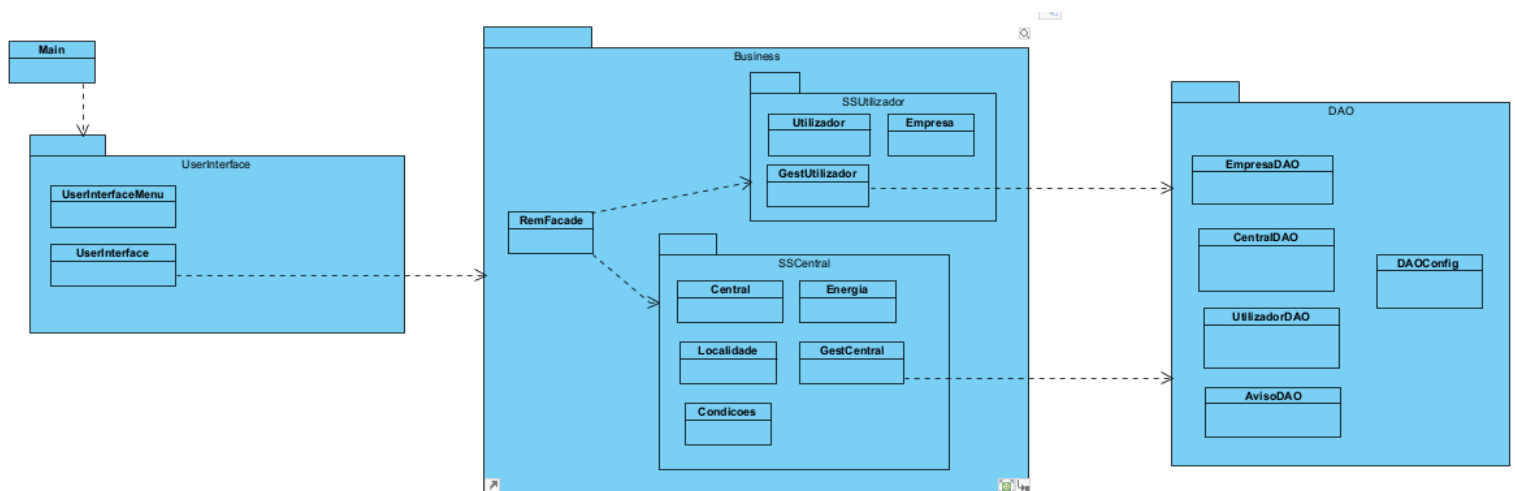 Main
UserInterface
UserInterfaceMenu
UserInterface
Business
RemFacade
SSUtilizador
Utilizador
Empresa
GestUtilizador
SSCentral
Central
Energia
Localidade
GestCentral
Condicoes
DAO
EmpresaDAO
CentralDAO
DAOConfig
UtilizadorDAO
AvisoDAO